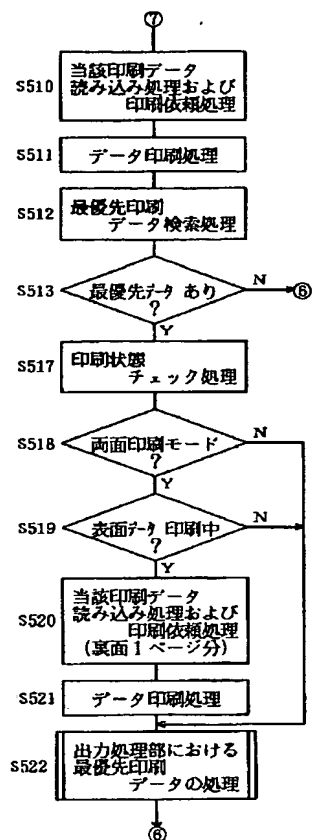 ⑦
S510
当該印刷データ
読み込み処理および
印刷依頼処理
S511
データ印刷処理
S512
最優先印刷
データ検索処理
S513
最優先データ あり
?
N
⑥
Y
S517
印刷状態
チェック処理
S518
両面印刷モード
?
N
Y
S519
表面データ 印刷中
?
N
Y
S520
当該印刷データ
読み込み処理および
印刷依頼処理
(裏面1ページ分)
S521
データ印刷処理
S522
出力処理部における
最優先印刷
データの処理
⑥